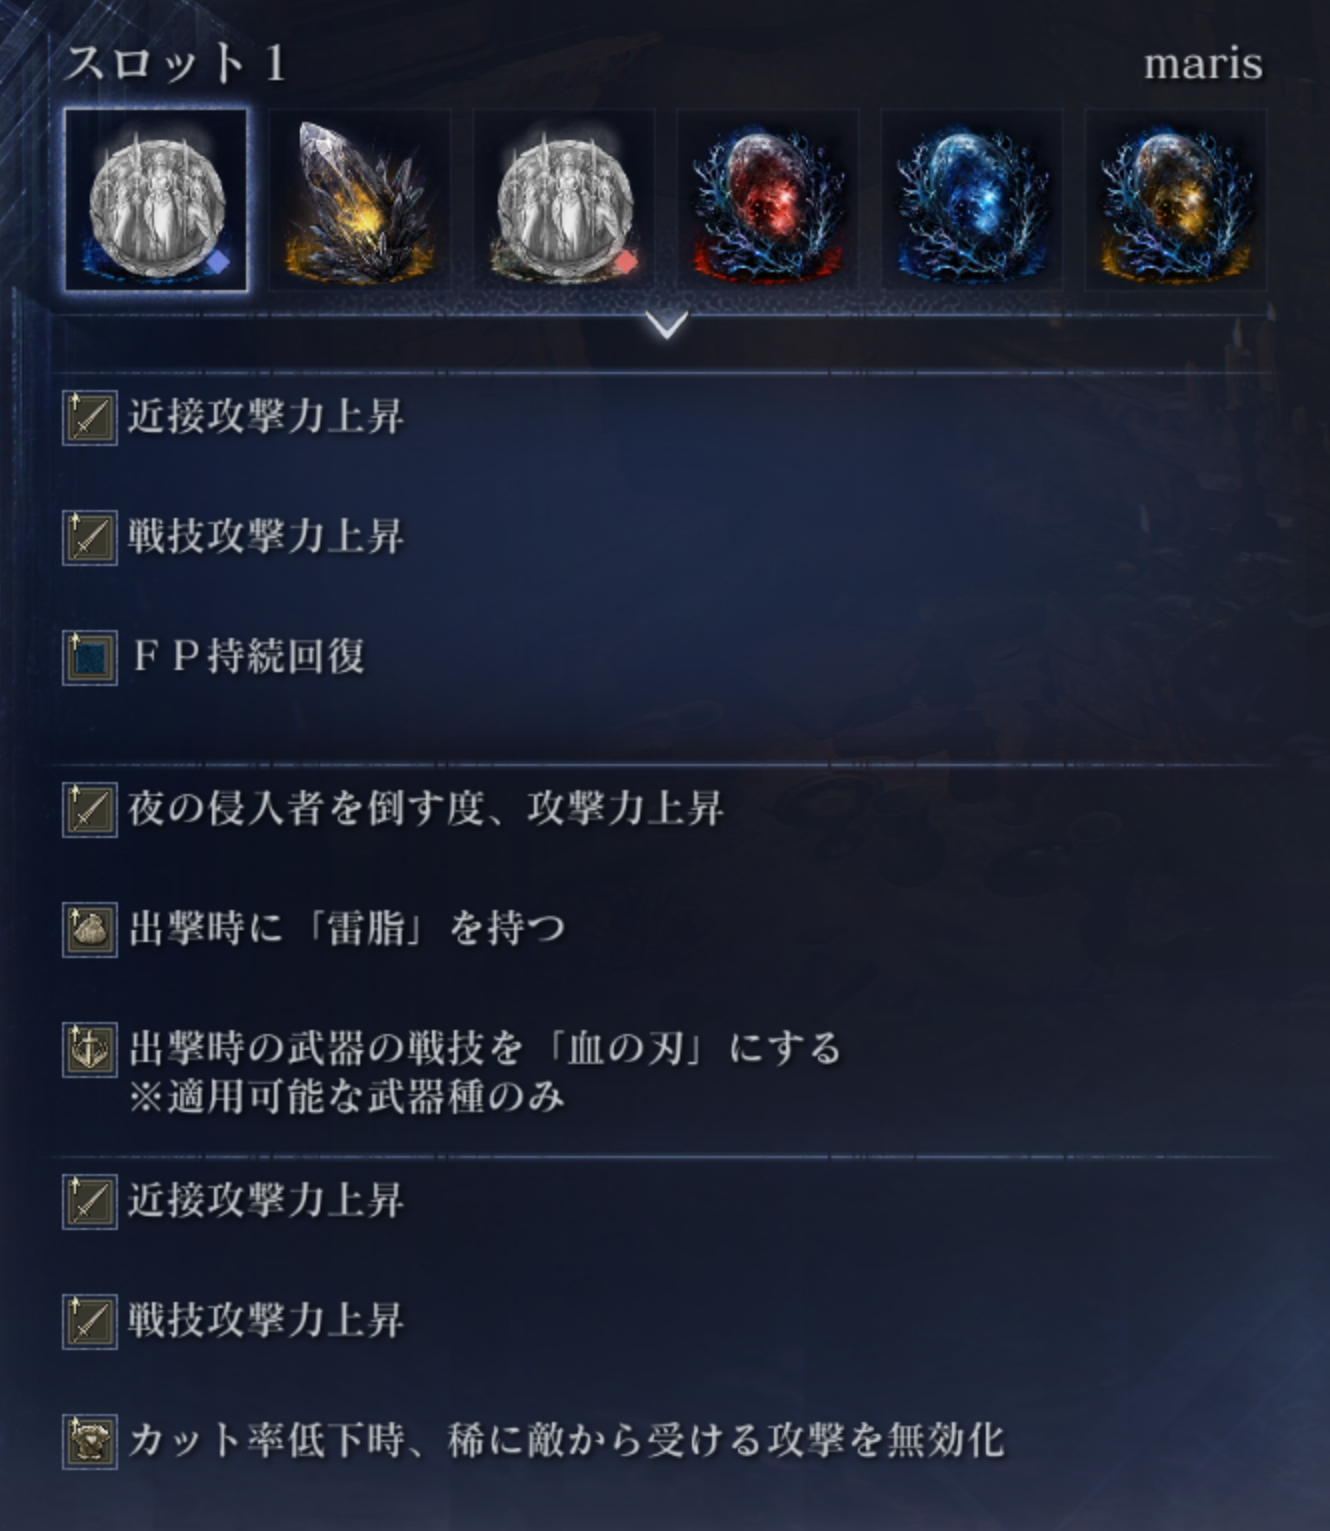 スロット 1
maris
近接攻撃力上昇
戦技攻撃力上昇
ＦＰ持続回復
夜の侵入者を倒す度、攻撃力上昇
出撃時に「雷脂」を持つ
出撃時の武器の戦技を「血の刃」にする
※適用可能な武器種のみ
近接攻撃力上昇
戦技攻撃力上昇
カット率低下時、稀に敵から受ける攻撃を無効化